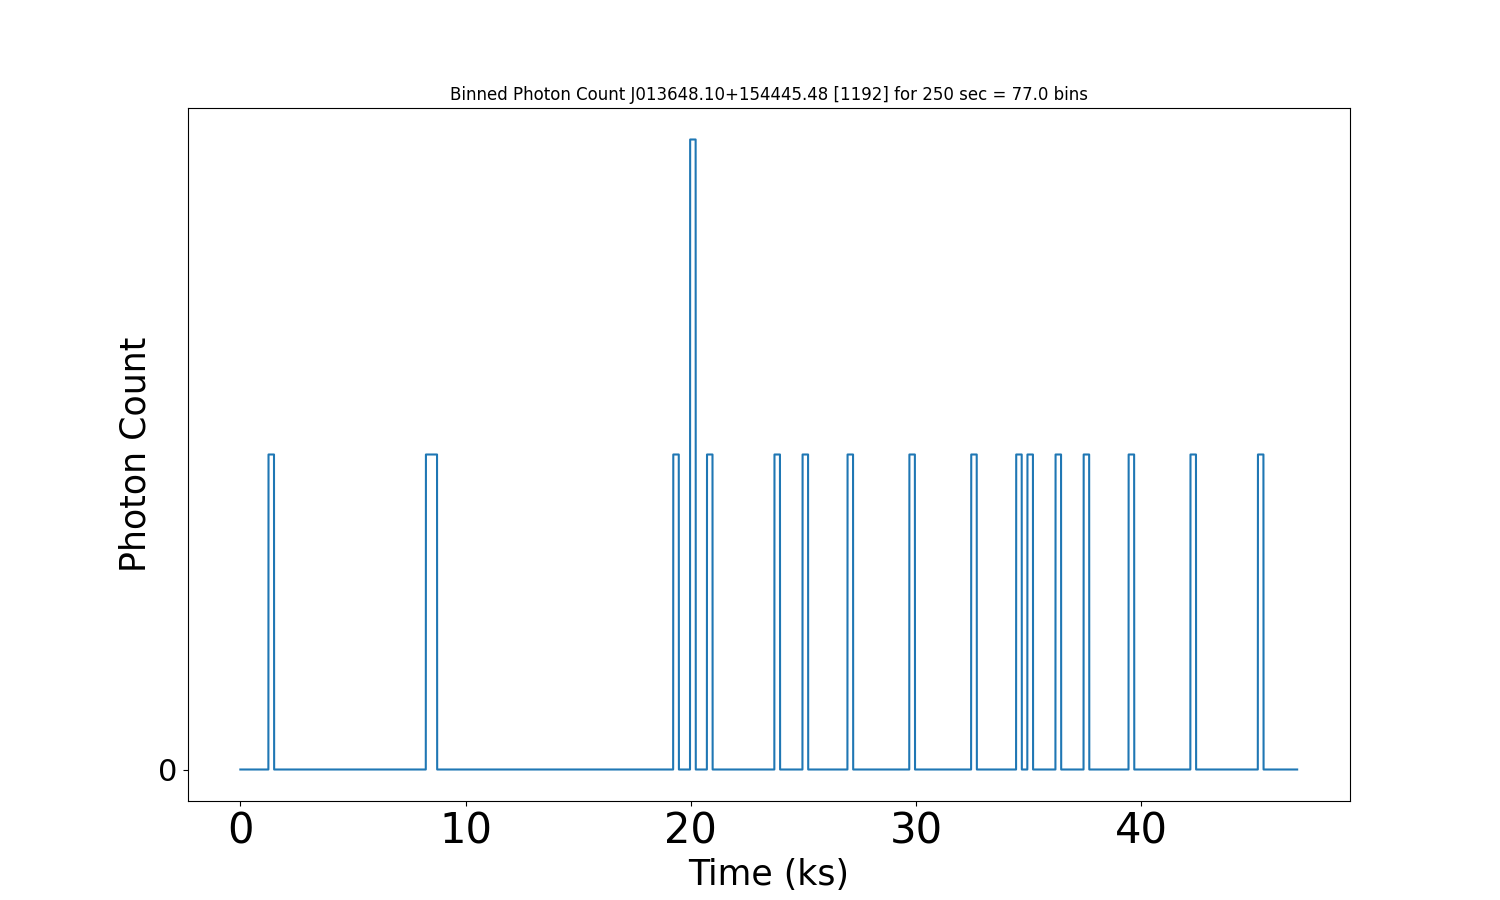 Binned Photon Count J013648.10+154445.48 [1192] for 250 sec = 77.0 bins
Photon Count
0
0 10 20 30 40
Time (ks)